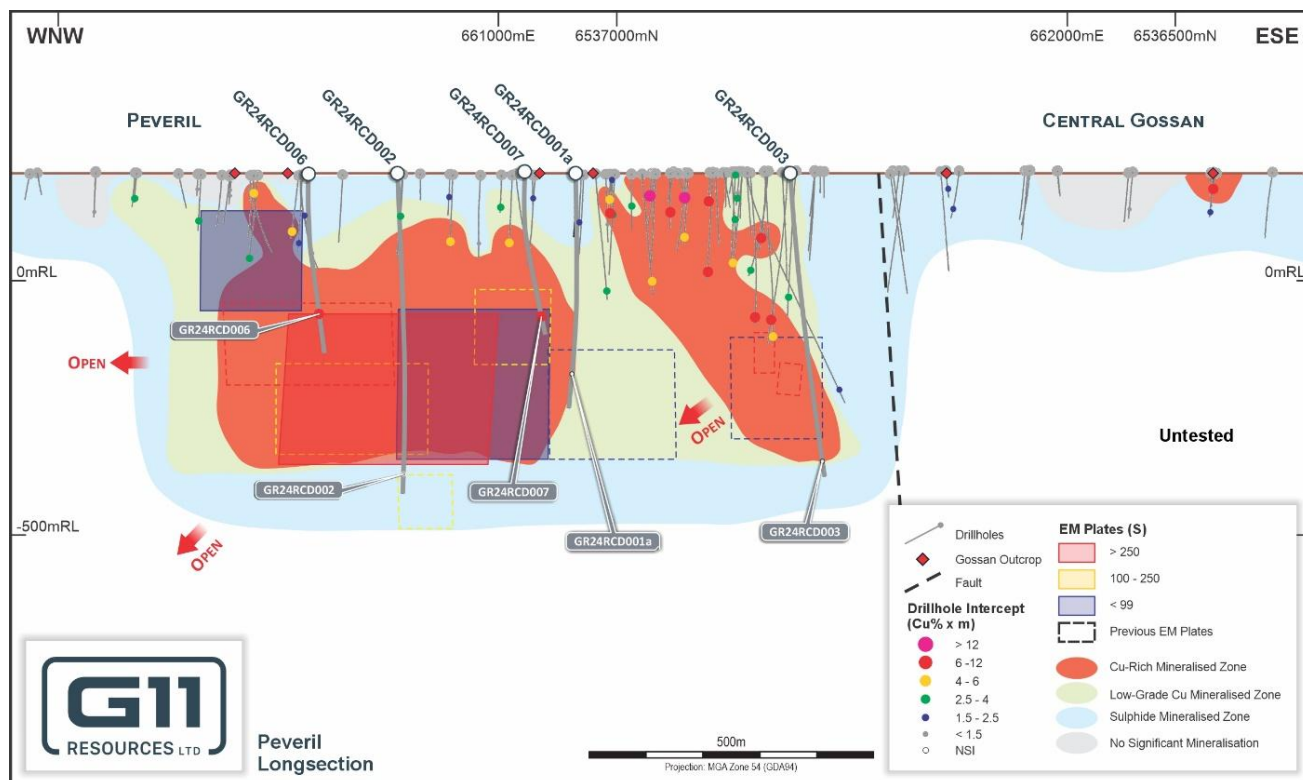 WNW
661000mE
6537000mN
662000mE
6536500mN
ESE
PEVERIL
GR24RCD006
GR24RCD002
GR24RCD007
GR24RCD001a
GR24RCD003
CENTRAL GOSSAN
0mRL
0mRL
GR24RCD006
OPEN
OPEN
Untested
GR24RCD002
GR24RCD007
GR24RCD001a
GR24RCD003
-500mRL
OPEN
Drillholes
Gossan Outcrop
Fault
Drillhole Intercept
(Cu% x m)
> 12
6 -12
4 - 6
2.5 - 4
1.5 - 2.5
< 1.5
NSI
EM Plates (S)
> 250
100 - 250
< 99
Previous EM Plates
Cu-Rich Mineralised Zone
Low-Grade Cu Mineralised Zone
Sulphide Mineralised Zone
No Significant Mineralisation
G11
RESOURCES LTD
Peveril
Longsection
500m
Projection: MGA Zone 54 (GDA94)